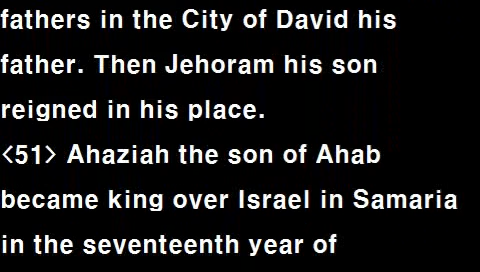 fathers in the City of David his
father. Then Jehoram his son
reigned in his place.
<51> Ahaziah the son of Ahab
became king over Israel in Samaria
in the seventeenth year of